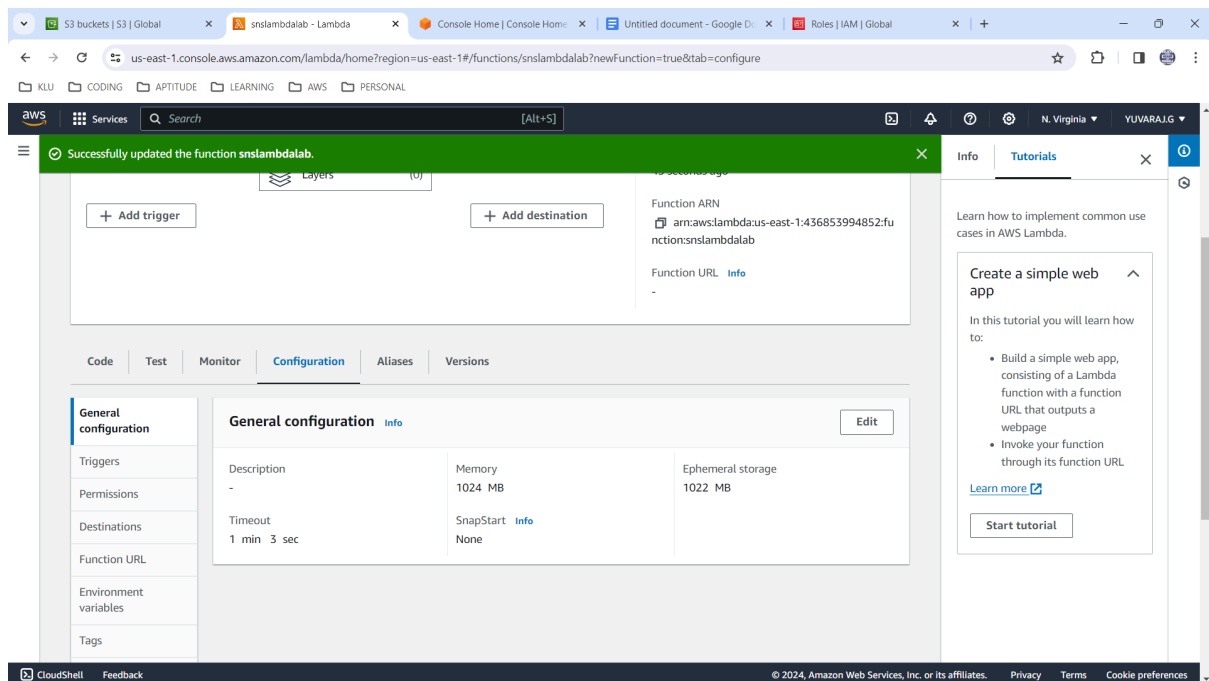 S3 buckets | S3 | Global
snslambdalab - Lambda
Console Home | Console Home
Untitled document - Google Do
Roles | IAM | Global
us-east-1.console.aws.amazon.com/lambda/home?region=us-east-1#/functions/snslambdalab?newFunction=true&tab=configure
KLU CODING APTITUDE LEARNING AWS PERSONAL
aws Services Search [Alt+S] N. Virginia YUVARAJ.G
Successfully updated the function snslambdalab.
Layers (0)
+ Add trigger
+ Add destination
seconds ago
Function ARN
arn:aws:lambda:us-east-1:436853994852:fu
nction:snslambdalab
Function URL Info
-
Code Test Monitor Configuration Aliases Versions
General
configuration
Triggers
Permissions
Destinations
Function URL
Environment
variables
Tags
General configuration Info
Edit
Description
-
Memory
1024 MB
Ephemeral storage
1022 MB
Timeout
1 min 3 sec
SnapStart Info
None
Info Tutorials
Learn how to implement common use
cases in AWS Lambda.
Create a simple web
app
In this tutorial you will learn how
to:
• Build a simple web app,
consisting of a Lambda
function with a function
URL that outputs a
webpage
• Invoke your function
through its function URL
Learn more
Start tutorial
CloudShell Feedback © 2024, Amazon Web Services, Inc. or its affiliates. Privacy Terms Cookie preferences